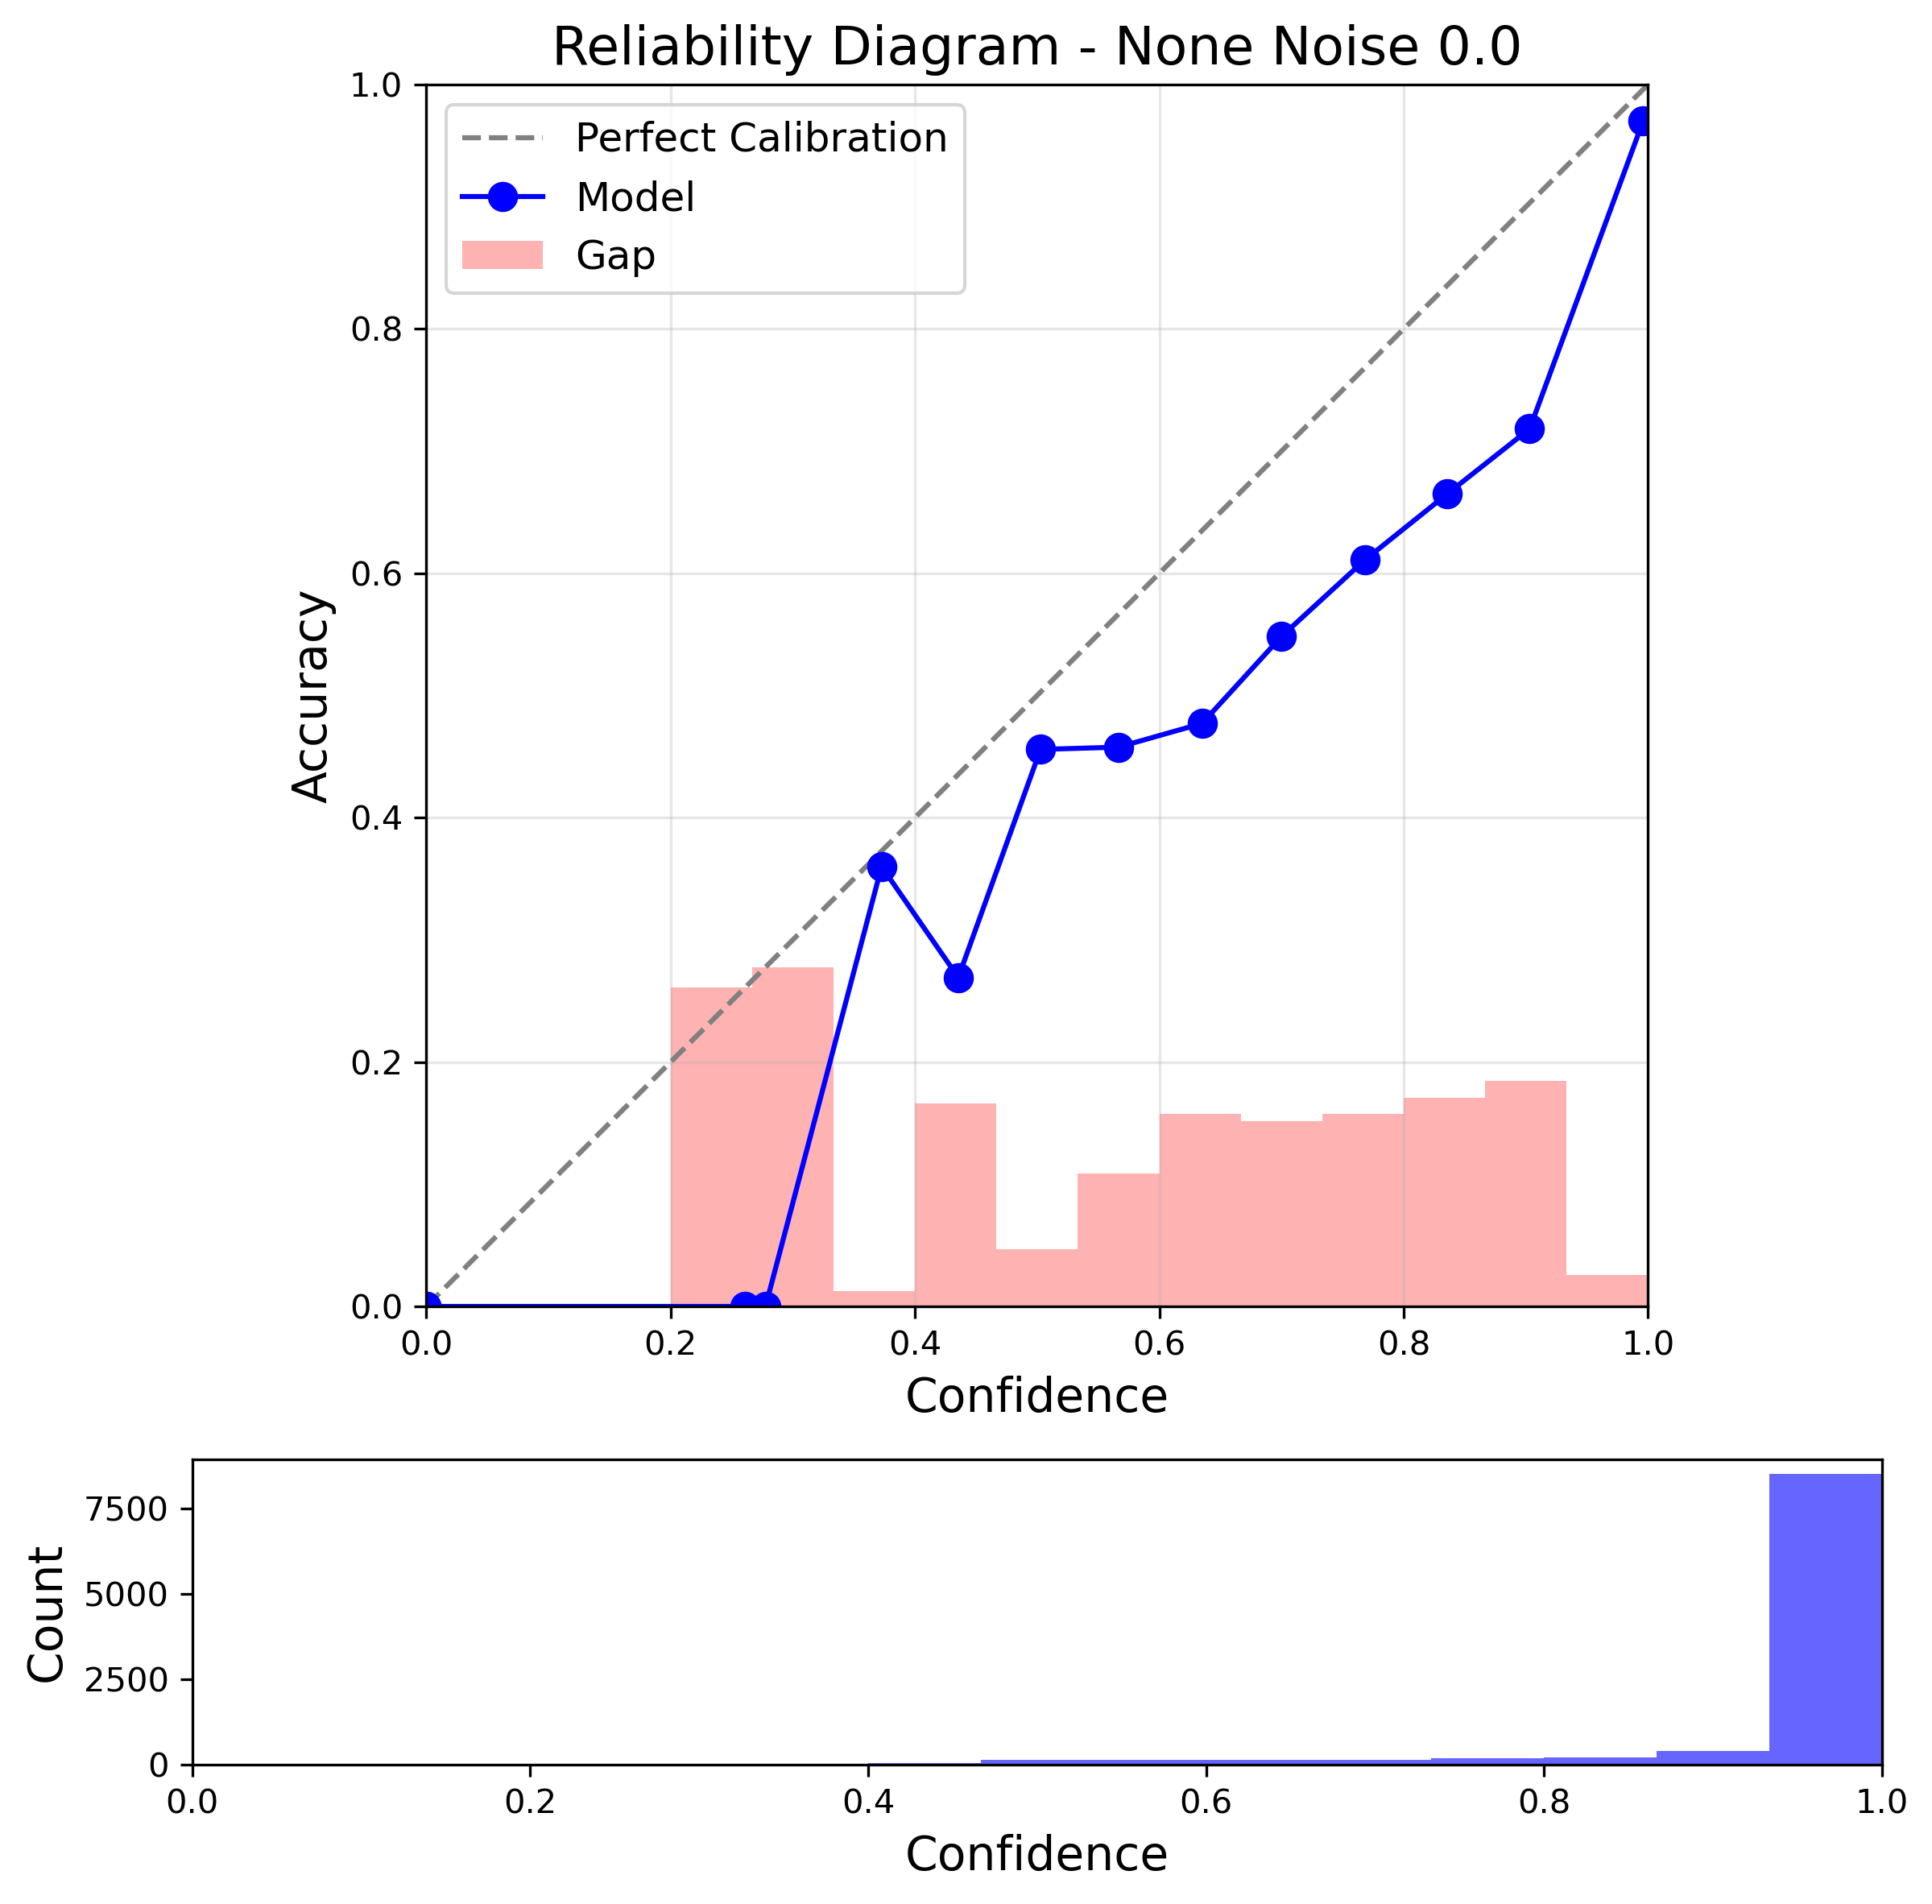 Reliability Diagram - None Noise 0.0
1.0
0.8
0.6
0.4
0.2
0.0
Accuracy
Perfect Calibration
Model
Gap
0.0 0.2 0.4 0.6 0.8 1.0
Confidence
7500
5000
2500
0
Count
0.0 0.2 0.4 0.6 0.8 1.0
Confidence